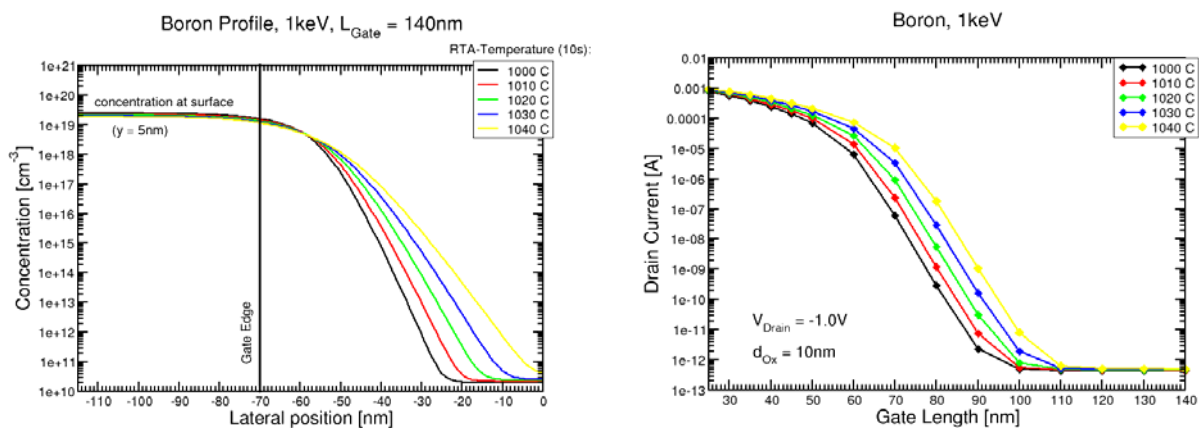 Boron Profile, 1keV, L_Gate = 140nm
RTA-Temperature (10s):
1000 C
1010 C
1020 C
1030 C
1040 C
concentration at surface
(y = 5nm)
Gate Edge
Concentration [cm⁻³]
1e+21
1e+20
1e+19
1e+18
1e+17
1e+16
1e+15
1e+14
1e+13
1e+12
1e+11
1e+10
-110 -100 -90 -80 -70 -60 -50 -40 -30 -20 -10 0
Lateral position [nm]
Boron, 1keV
1000 C
1010 C
1020 C
1030 C
1040 C
Drain Current [A]
0.01
0.001
0.0001
1e-05
1e-06
1e-07
1e-08
1e-09
1e-10
1e-11
1e-12
1e-13
V_Drain = -1.0V
d_Ox = 10nm
30 40 50 60 70 80 90 100 110 120 130 140
Gate Length [nm]